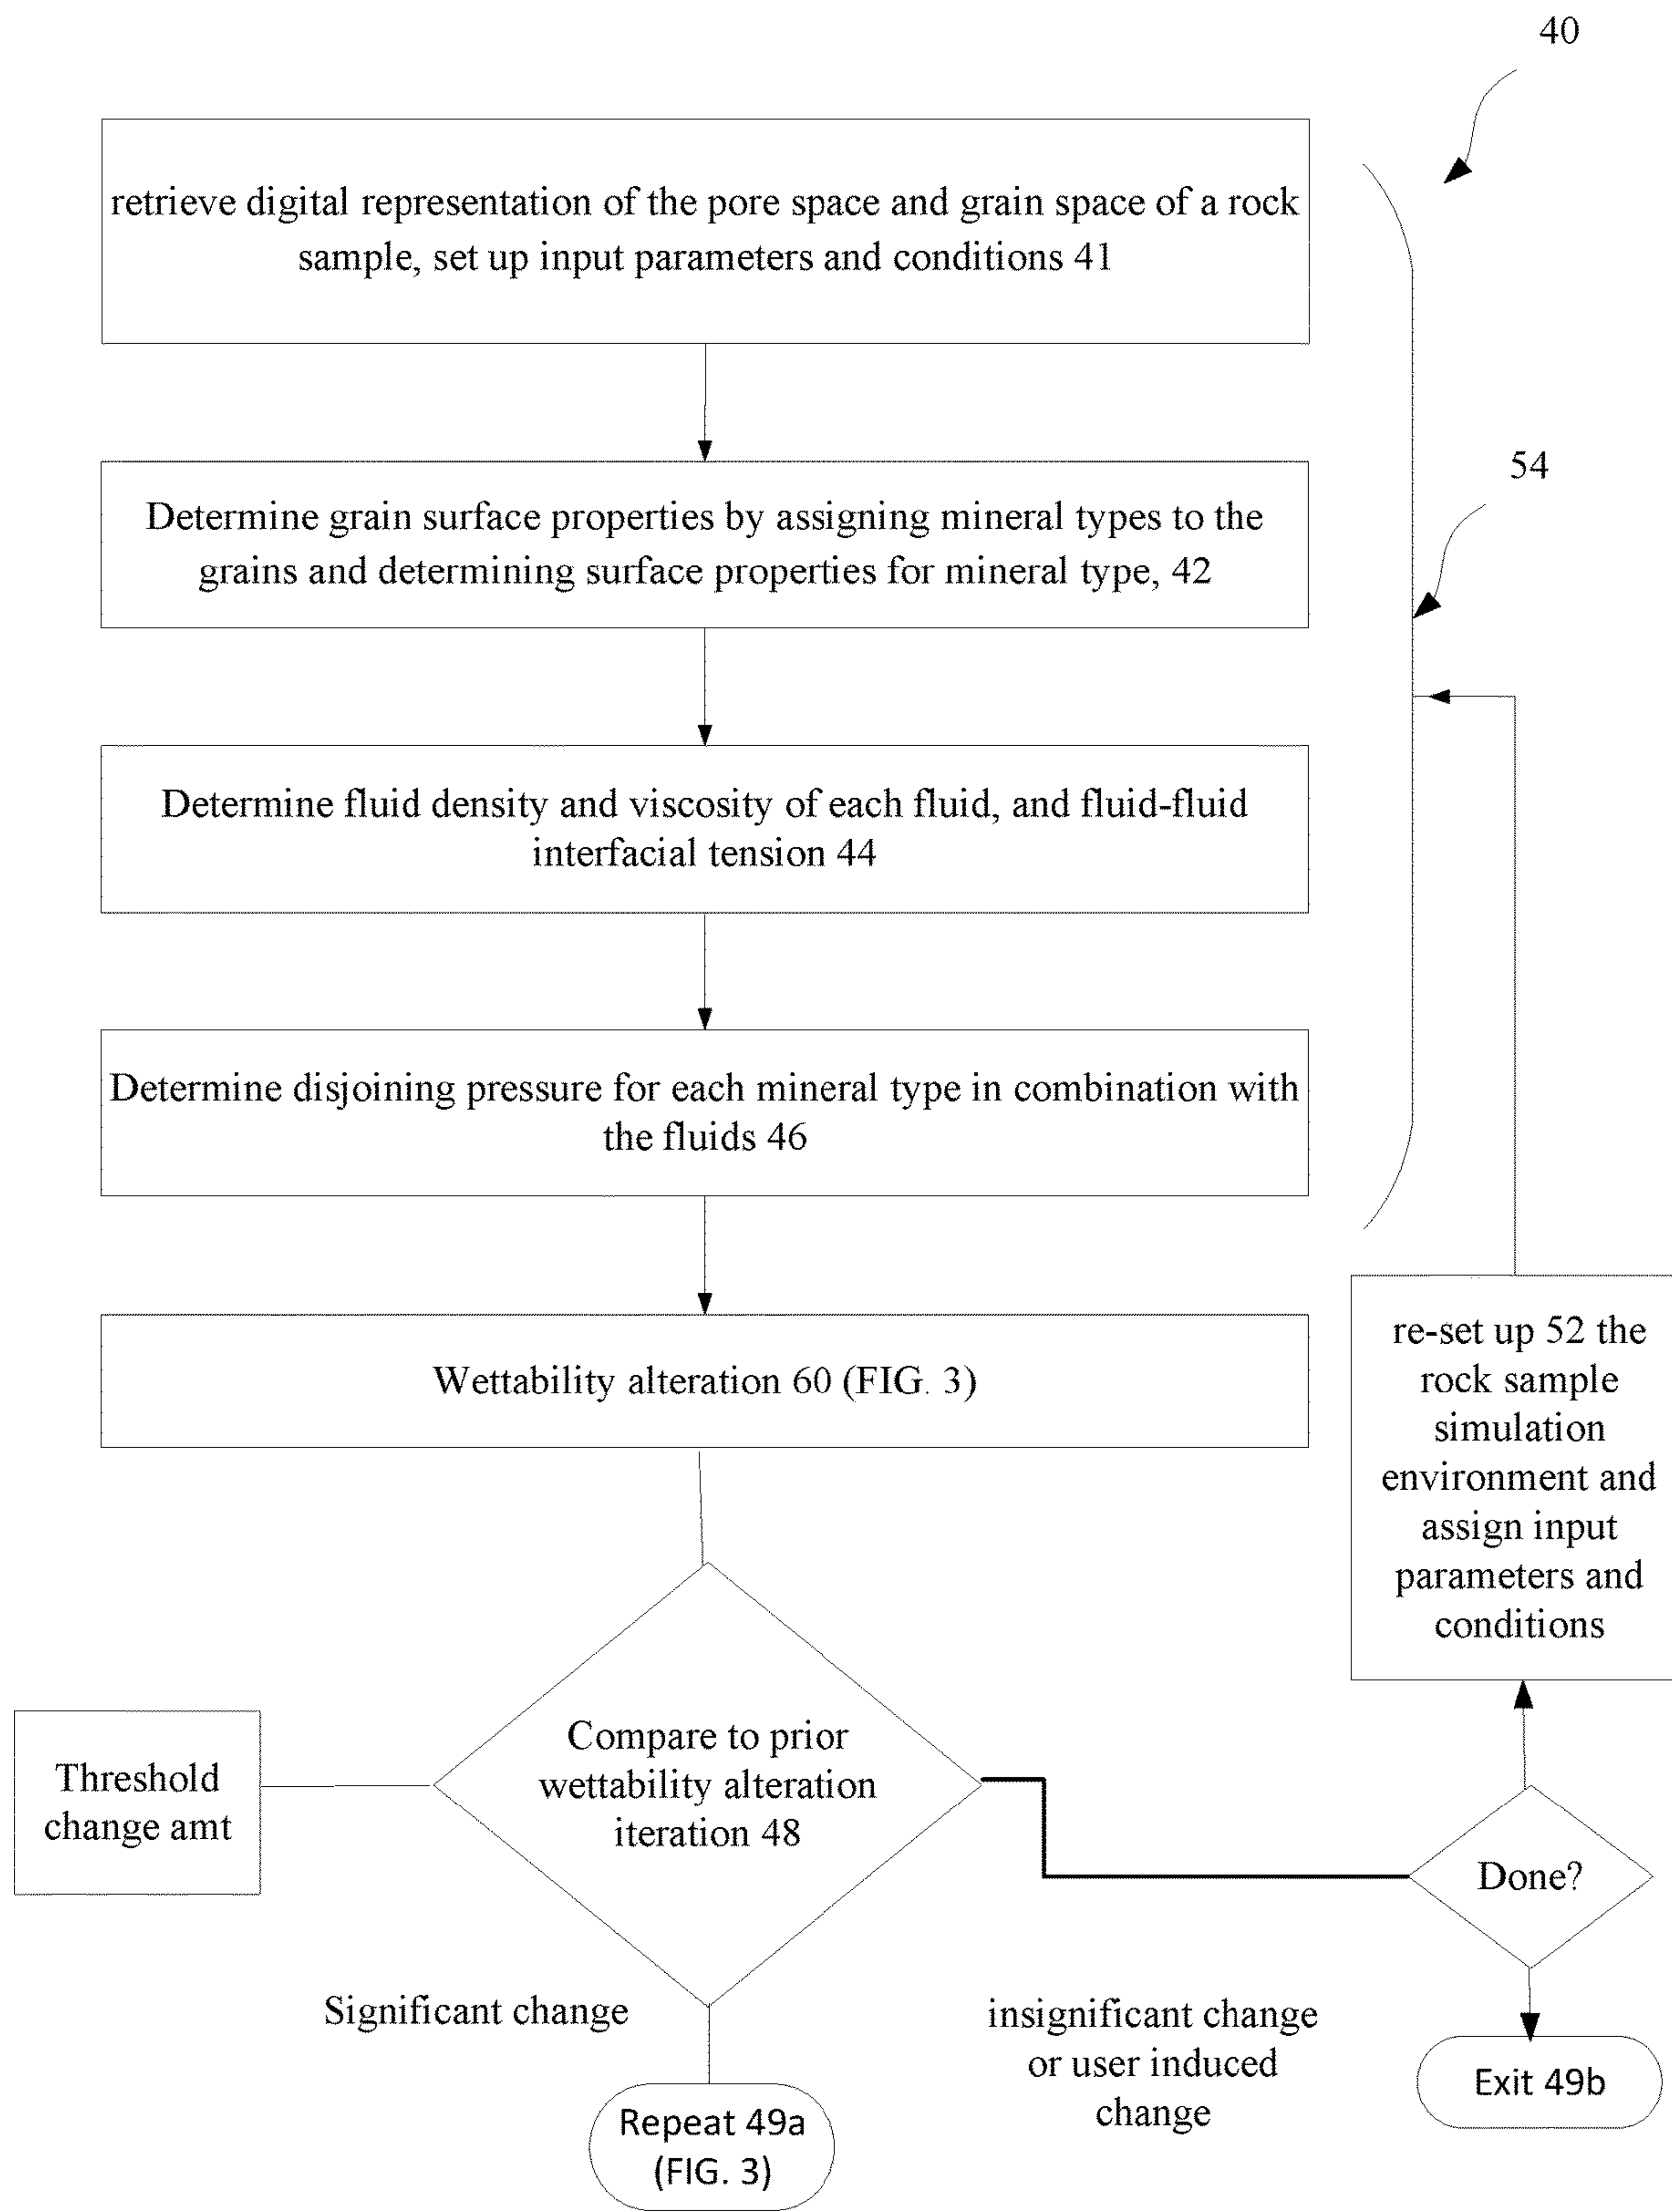 40
retrieve digital representation of the pore space and grain space of a rock
sample, set up input parameters and conditions 41
54
Determine grain surface properties by assigning mineral types to the
grains and determining surface properties for mineral type, 42
Determine fluid density and viscosity of each fluid, and fluid-fluid
interfacial tension 44
Determine disjoining pressure for each mineral type in combination with
the fluids 46
Wettability alteration 60 (FIG. 3)
re-set up 52 the
rock sample
simulation
environment and
assign input
parameters and
conditions
Compare to prior
wettability alteration
iteration 48
Threshold
change amt
Done?
Significant change
insignificant change
or user induced
change
Exit 49b
Repeat 49a
(FIG. 3)